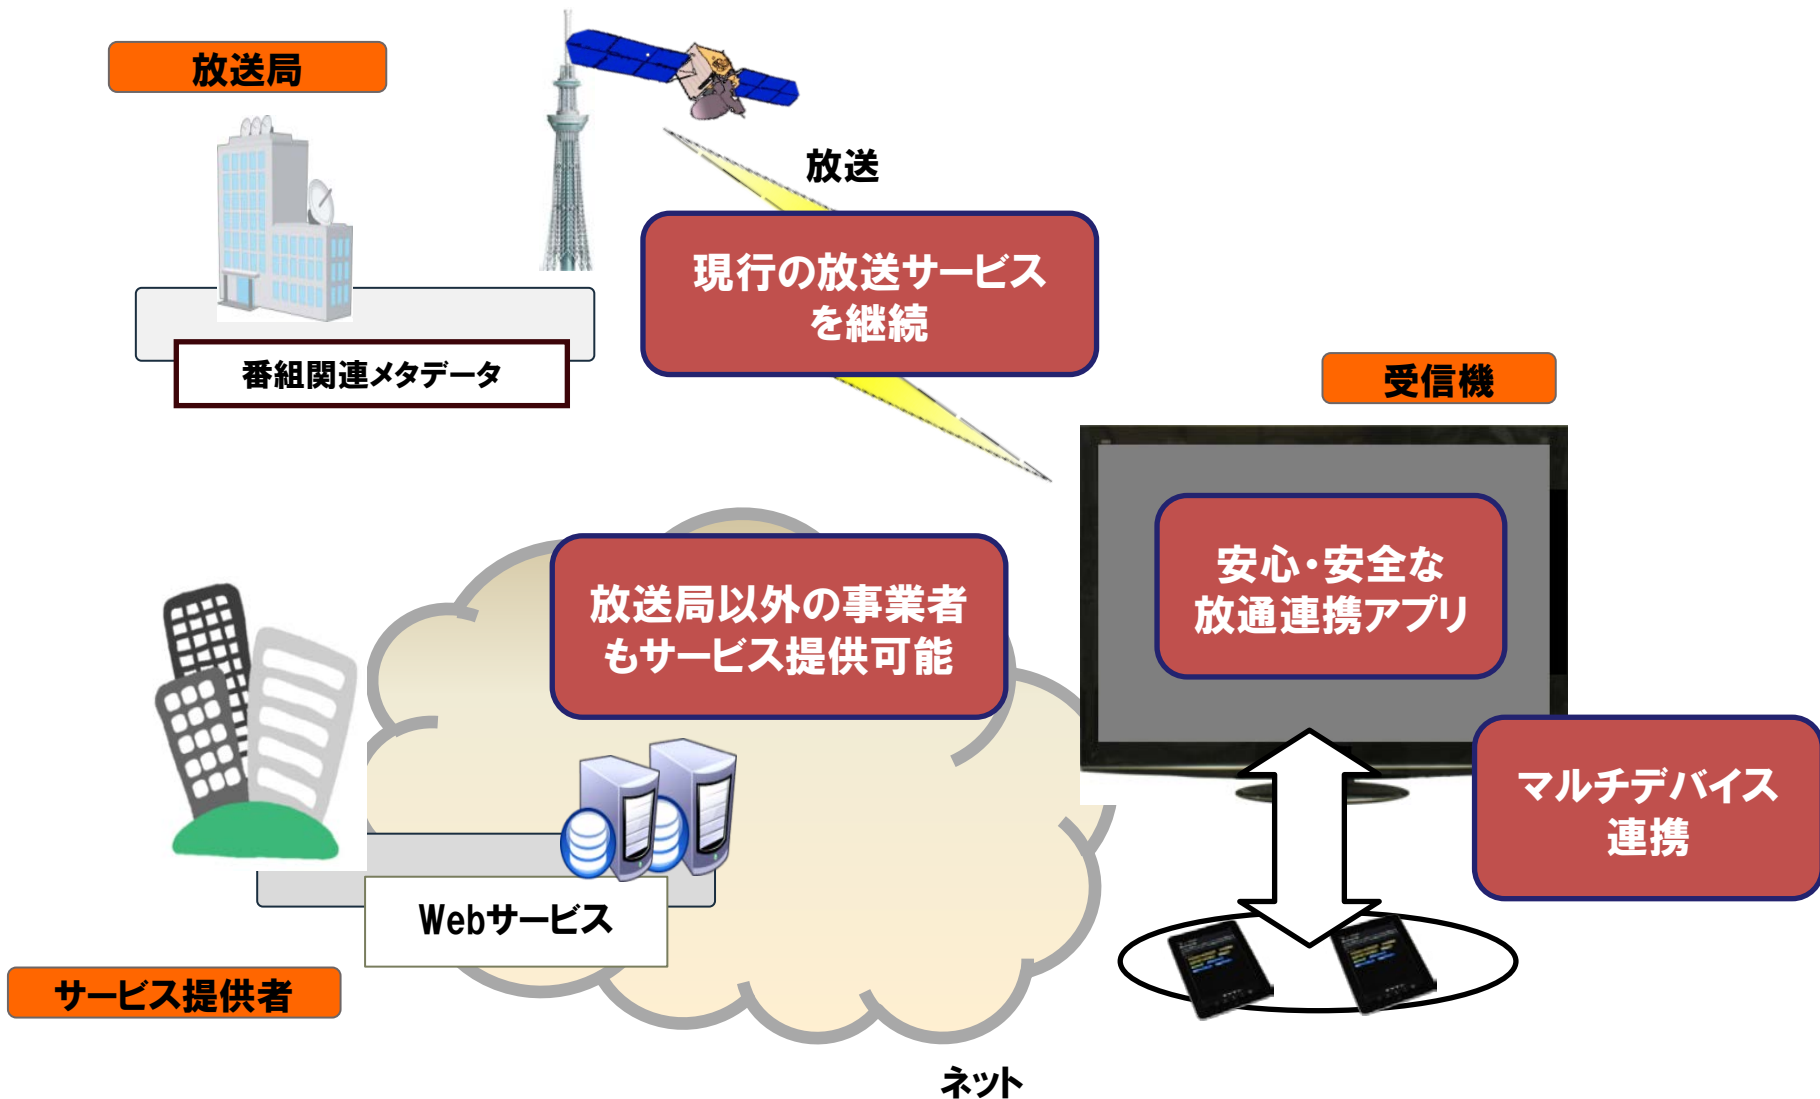 放送局
放送
現行の放送サービス
を継続
番組関連メタデータ
受信機
安心・安全な
放通連携アプリ
放送局以外の事業者
もサービス提供可能
マルチデバイス
連携
Webサービス
サービス提供者
ネット